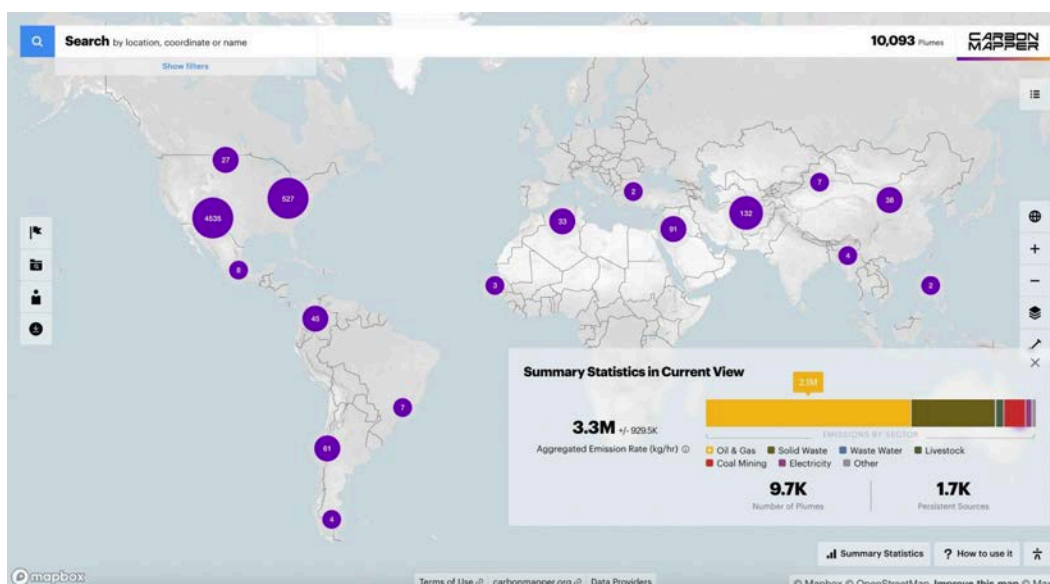 Search by location, coordinate or name
10,093 Plumes
CARBON
MAPPER
Show filters
27
527
4535
8
45
7
61
4
3
33
2
91
132
7
38
4
2
Summary Statistics in Current View
2.1M
3.3M +/- 929.5K
Aggregated Emission Rate (kg/hr)
EMISSIONS BY SECTOR
Oil & Gas Solid Waste Waste Water Livestock
Coal Mining Electricity Other
9.7K
Number of Plumes
1.7K
Persistent Sources
Summary Statistics
? How to use it
mapbox
Terms of Use carbonmapper.org Data Providers
© Mapbox © OpenStreetMap Improve this map © Ma